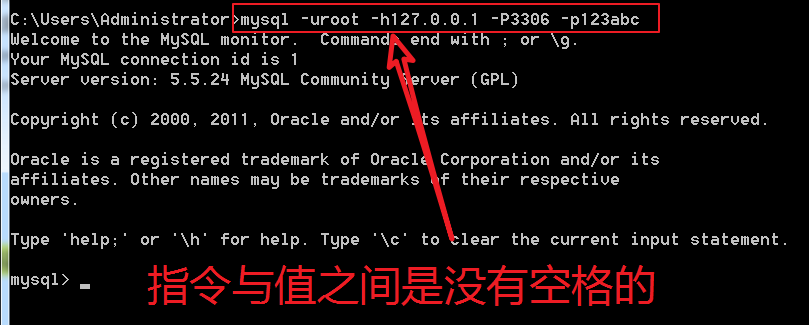 C:\Users\Administrator>mysql -uroot -h127.0.0.1 -P3306 -p123abc
Welcome to the MySQL monitor.  Commands end with ; or \g.
Your MySQL connection id is 1
Server version: 5.5.24 MySQL Community Server (GPL)
Copyright (c) 2000, 2011, Oracle and/or its affiliates. All rights reserved.
Oracle is a registered trademark of Oracle Corporation and/or its
affiliates. Other names may be trademarks of their respective
owners.
Type 'help;' or '\h' for help. Type '\c' to clear the current input statement.
mysql> _
指令与值之间是没有空格的